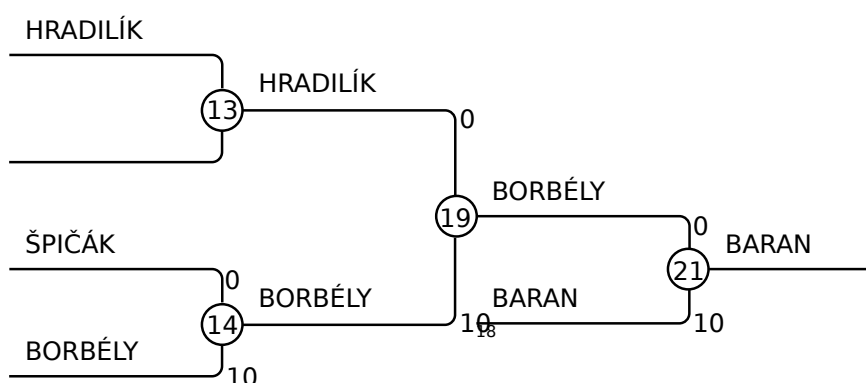 HRADILÍK
HRADILÍK
13
0
BORBÉLY
19
0
ŠPIČÁK
BARAN
0
21
BORBÉLY
BARAN
14
10
18
10
BORBÉLY
10